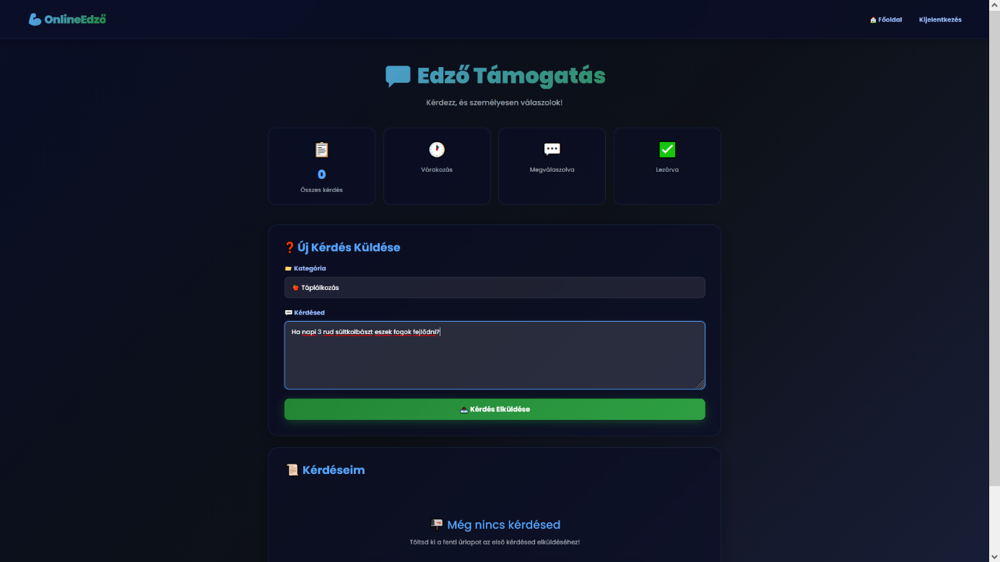 OnlineEdző
Főoldal
Kijelentkezés
Edző Támogatás
Kérdezz, és személyesen válaszolok!
0
Összes kérdés
Várakozás
Megválaszolva
Lezárva
Új Kérdés Küldése
Kategória
Táplálkozás
Kérdésed
Ha napi 3 rud sültkolbászt eszek fogok fejlődni?
Kérdés Elküldése
Kérdéseim
Még nincs kérdésed
Töltsd ki a fenti űrlapot az első kérdésed elküldéséhez!